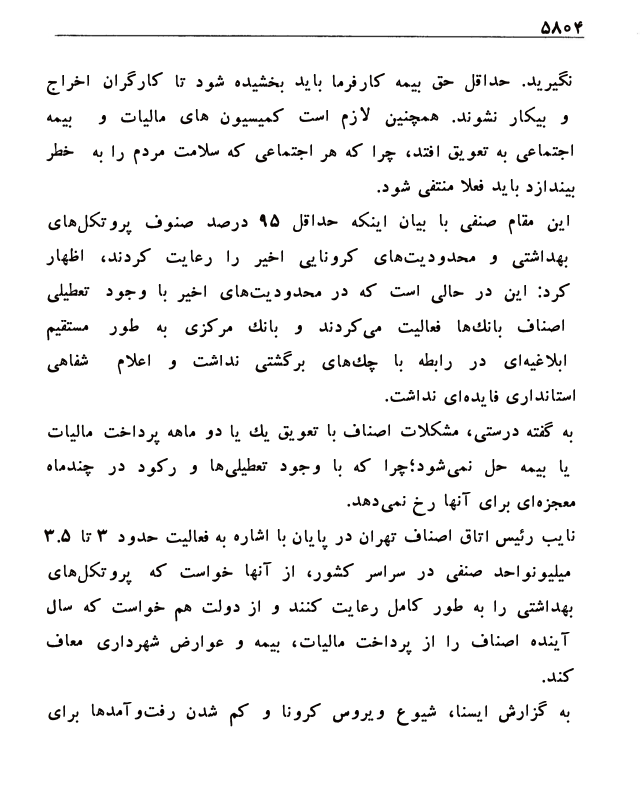 ۵۸۰۴
نگیرید. حداقل حق بیمه کارفرما باید بخشیده شود تا کارگران اخراج
و بیکار نشوند. همچنین لازم است کمیسیون های مالیات و بیمه
اجتماعی به تعویق افتد، چرا که هر اجتماعی که سلامت مردم را به خطر
بیندازد باید فعلا منتفی شود.
این مقام صنفی با بیان اینکه حداقل ۹۵ درصد صنوف پروتکل‌های
بهداشتی و محدودیت‌های کرونایی اخیر را رعایت کردند، اظهار
کرد: این در حالی است که در محدودیت‌های اخیر با وجود تعطیلی
اصناف بانک‌ها فعالیت می‌کردند و بانک مرکزی به طور مستقیم
ابلاغیه‌ای در رابطه با چک‌های برگشتی نداشت و اعلام شفاهی
استانداری فایده‌ای نداشت.
به گفته درستی، مشکلات اصناف با تعویق یك یا دو ماهه پرداخت مالیات
یا بیمه حل نمی‌شود؛چرا که با وجود تعطیلی‌ها و رکود در چندماه
معجزه‌ای برای آنها رخ نمی‌دهد.
نایب رئیس اتاق اصناف تهران در پایان با اشاره به فعالیت حدود ۳ تا ۳.۵
میلیون‌واحد صنفی در سراسر کشور، از آنها خواست که پروتکل‌های
بهداشتی را به طور کامل رعایت کنند و از دولت هم خواست که سال
آینده اصناف را از پرداخت مالیات، بیمه و عوارض شهرداری معاف
کند.
به گزارش ایسنا، شیوع ویروس کرونا و کم شدن رفت‌وآمدها برای